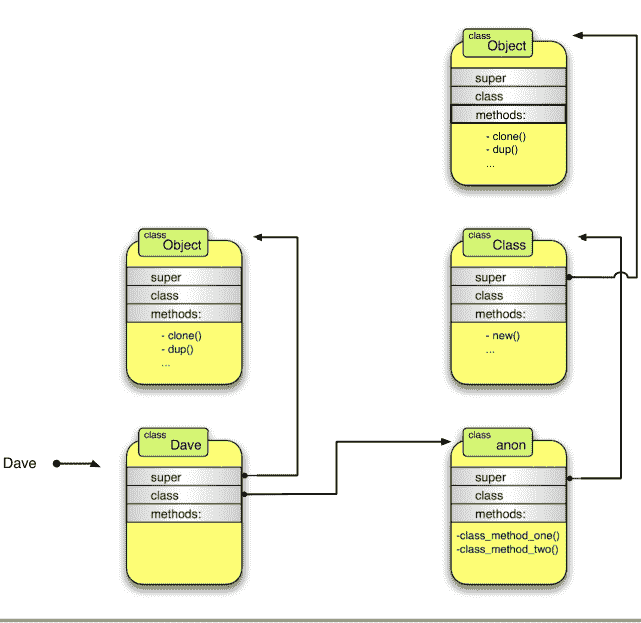 class
Object
super
class
methods:
- clone()
- dup()
...
class
Object
super
class
methods:
- clone()
- dup()
...
class
Class
super
class
methods:
- new()
...
Dave
class
Dave
super
class
methods:
class
anon
super
class
methods:
-class_method_one()
-class_method_two()